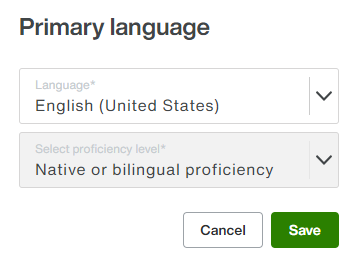 Primary language
Language*
English (United States)
Select proficiency level*
Native or bilingual proficiency
Cancel
Save